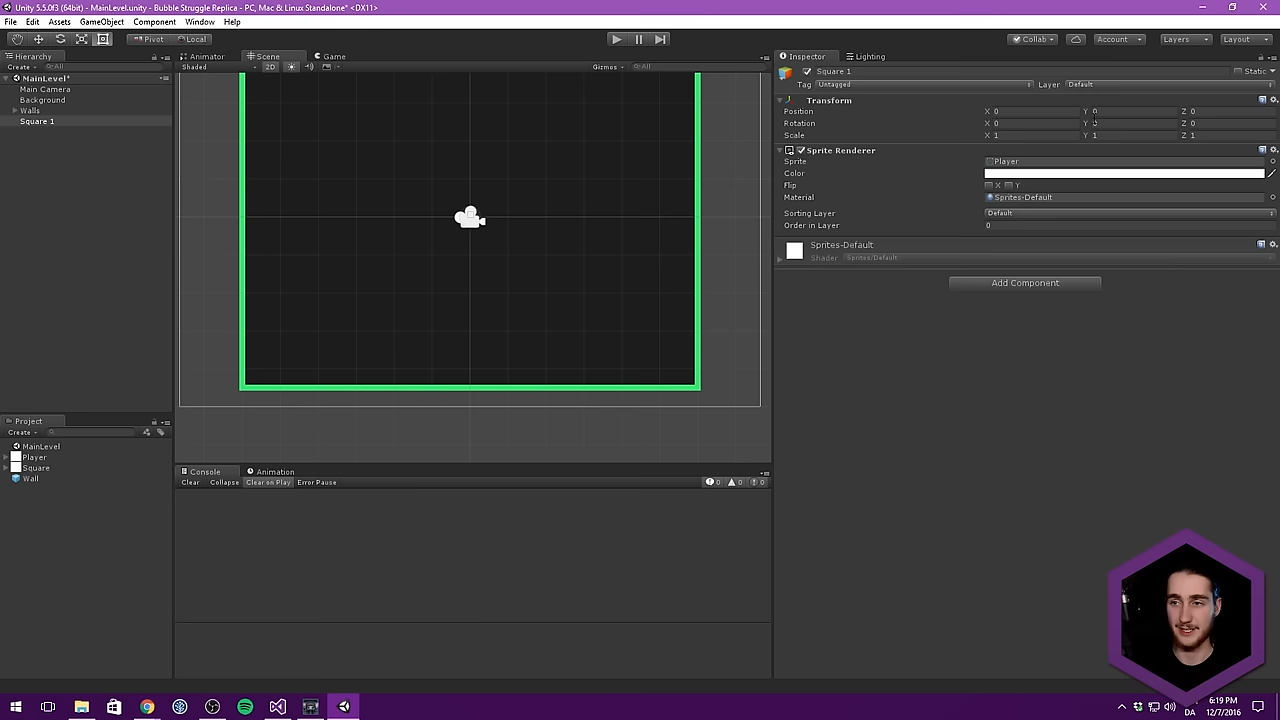 Unity 5.5.0f3 (64bit) - MainLevel.unity - Bubble Struggle Replica - PC, Mac & Linux Standalone* <DX11>
File Edit Assets GameObject Component Window Help
Pivot Local Collab Account Layers Layout
Hierarchy Animator Scene Game Inspector Lighting
Create All Shaded 2D Gizmos All
MainLevel*
Main Camera
Background
Walls
Square 1
Square 1 Static
Tag Untagged Layer Default
Transform
Position X 0 Y 0 Z 0
Rotation X 0 Y Z 0
Scale X 1 Y 1 Z 1
Sprite Renderer
Sprite Player
Color
Flip X Y
Material Sprites-Default
Sorting Layer Default
Order in Layer 0
Sprites-Default
Shader Sprites/Default
Add Component
Project
Create
MainLevel
Player
Square
Wall
Console Animation
Clear Collapse Clear on Play Error Pause 0 0 0
6:19 PM
DA 12/7/2016